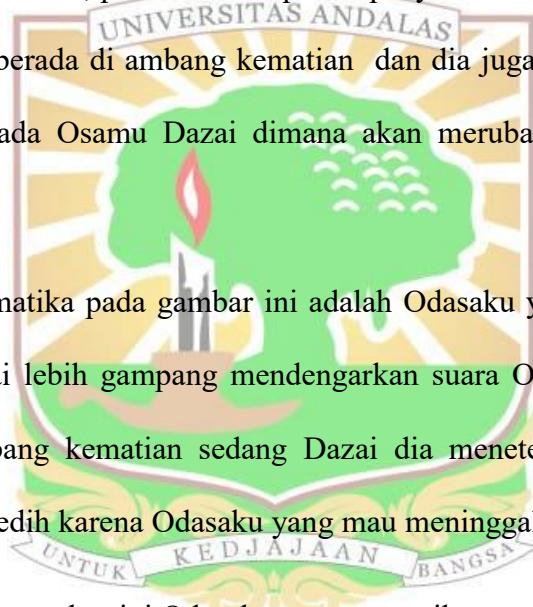 UNIVERSITAS ANDALAS
berada di ambang kematian dan dia juga
ada Osamu Dazai dimana akan meruba
matika pada gambar ini adalah Odasaku y
i lebih gampang mendengarkan suara O
bang kematian sedang Dazai dia menete
edih karena Odasaku yang mau meninggal
UNTUK KEDJAJAAN BANGSA